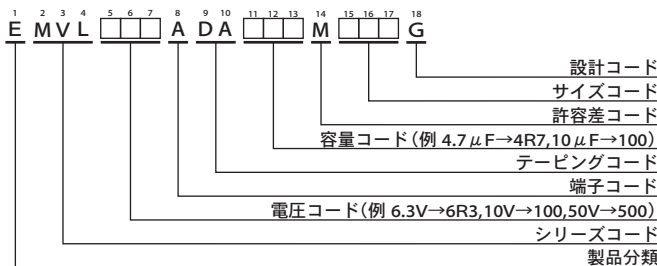 1 2 3 4 5 6 7 8 9 10 11 12 13 14 15 16 17 18
E MVL □□□ A DA □□□ M □□□ G
設計コード
サイズコード
許容差コード
容量コード(例 4.7μF→4R7,10μF→100)
テーピングコード
端子コード
電圧コード(例 6.3V→6R3,10V→100,50V→500)
シリーズコード
製品分類